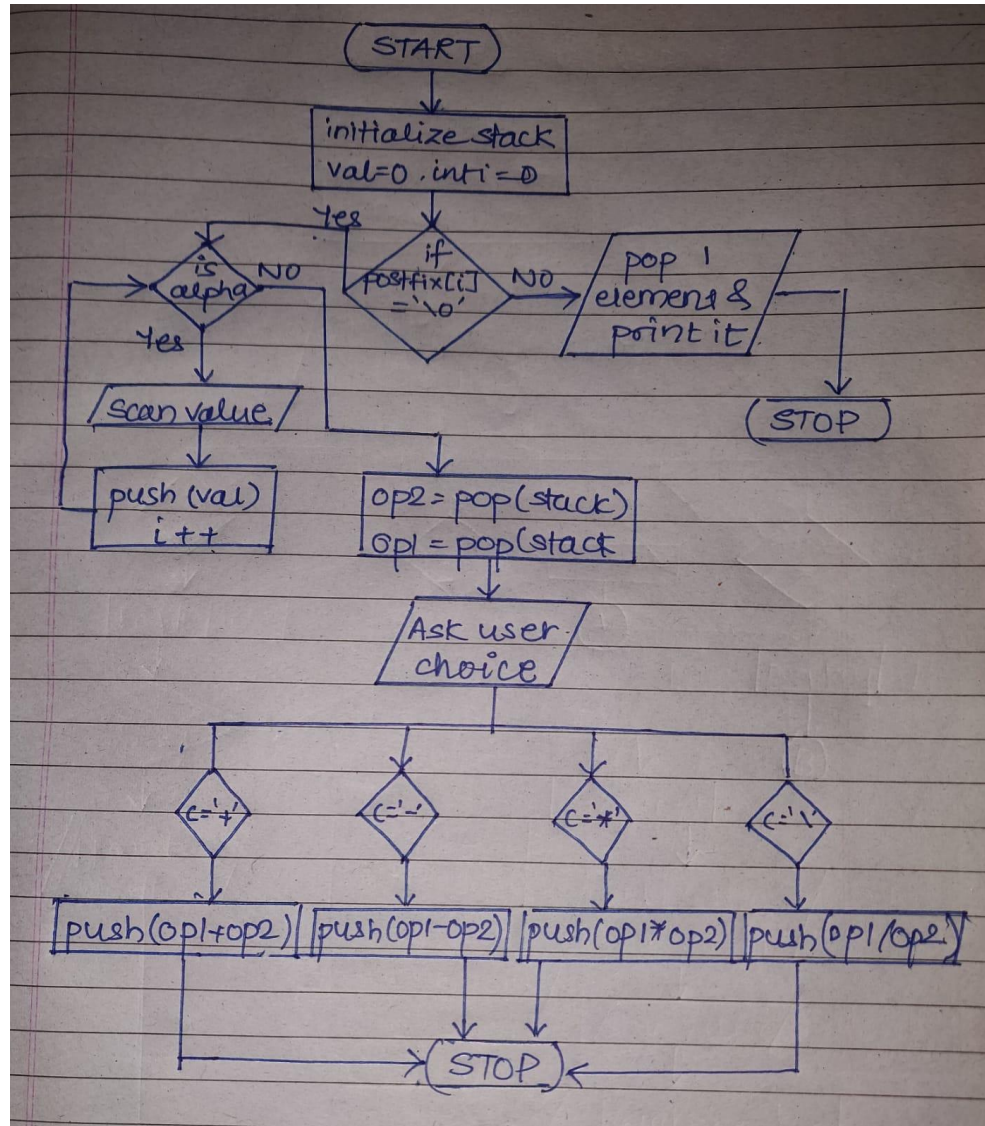 START
initialize stack
val=0, int i=0
Yes
if
postfix[i]
='\0'
NO
pop 1
element &
print it
STOP
is
alpha
NO
Yes
scan value
push (val)
i++
op2 = pop(stack)
op1 = pop(stack
Ask user
choice
c='+'
c='-'
c='*'
c='\'
push(op1+op2)
push(op1-op2)
push(op1*op2)
push(op1/op2)
STOP